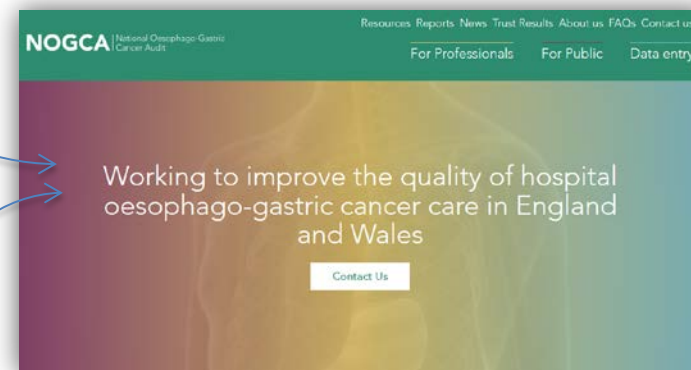 Resources Reports News Trust Results About us FAQs Contact us
NOGCA National Oesophago-Gastric
Cancer Audit
For Professionals For Public Data entry
Working to improve the quality of hospital
oesophago-gastric cancer care in England
and Wales
Contact Us